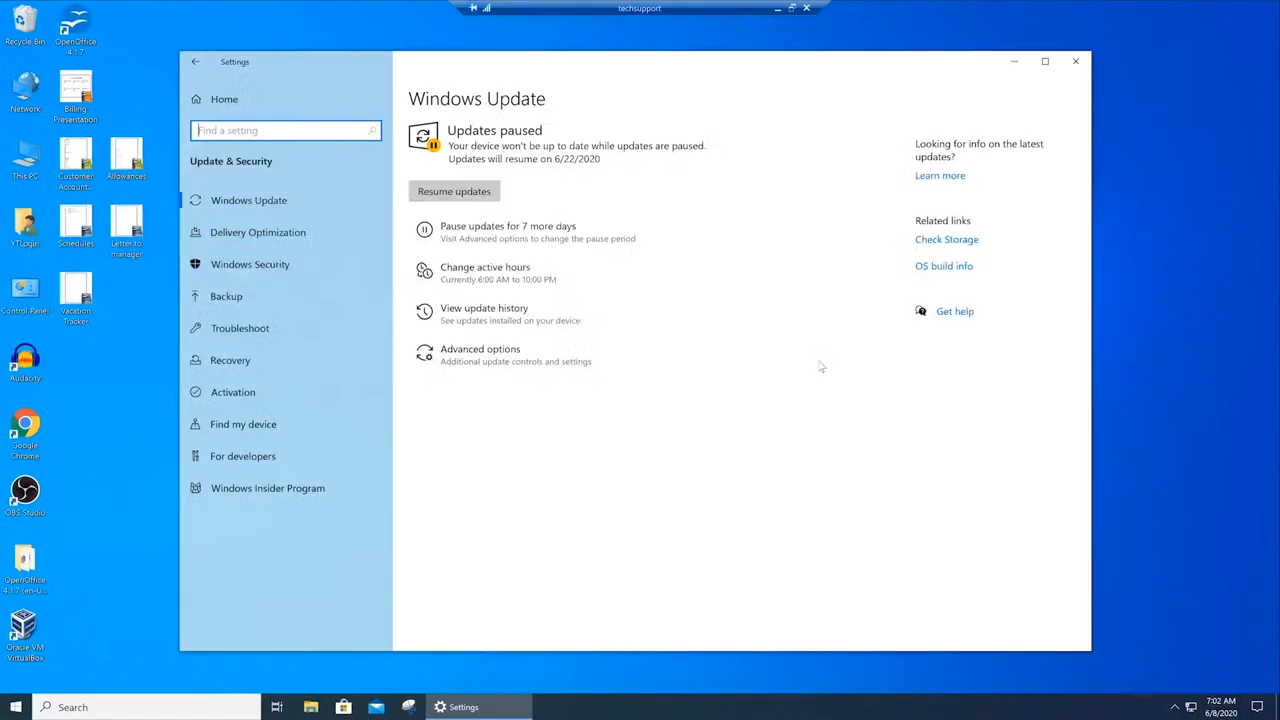 techsupport
Recycle Bin
OpenOffice
4.1.7
Network
Billing
Presentation
This PC
Customer
Account...
Allowances
YTLogin
Schedules
Letter to
manager
Control Panel
Vacation
Tracker
Audacity
Google
Chrome
OBS Studio
OpenOffice
4.1.7 (en-U...
Oracle VM
VirtualBox
Settings
Home
Find a setting
Update & Security
Windows Update
Delivery Optimization
Windows Security
Backup
Troubleshoot
Recovery
Activation
Find my device
For developers
Windows Insider Program
Windows Update
Updates paused
Your device won't be up to date while updates are paused.
Updates will resume on 6/22/2020
Resume updates
Pause updates for 7 more days
Visit Advanced options to change the pause period
Change active hours
Currently 6:00 AM to 10:00 PM
View update history
See updates installed on your device
Advanced options
Additional update controls and settings
Looking for info on the latest
updates?
Learn more
Related links
Check Storage
OS build info
Get help
Search
Settings
7:02 AM
6/8/2020